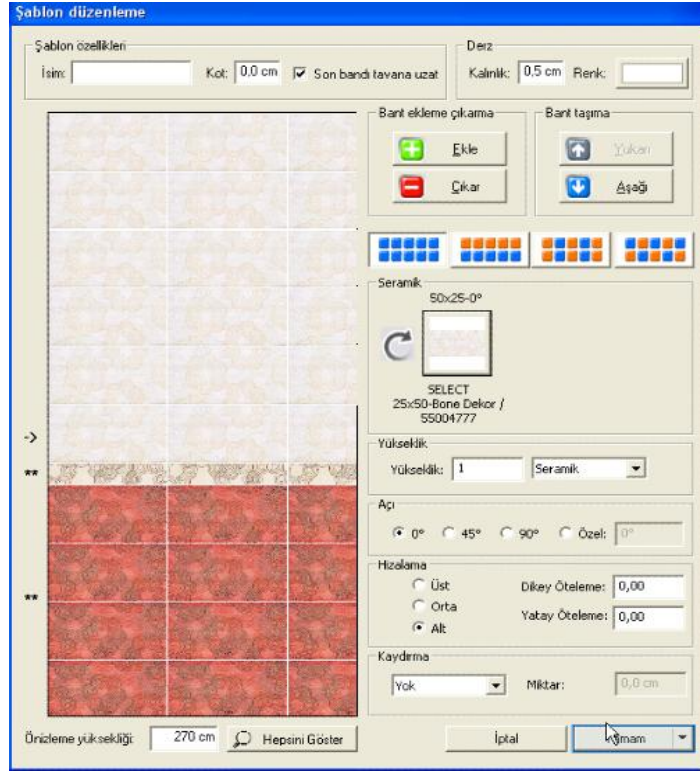 Şablon düzenleme
Şablon özellikleri
İsim: Kot: 0,0 cm Son bandı tavana uzat
Derz
Kalınlık: 0,5 cm Renk:
Bant ekleme çıkarma
Ekle
Çıkar
Bant taşıma
Yukarı
Aşağı
Seramik
50x25-0°
SELECT
25x50-Bone Dekor /
55004777
->
**
**
Yükseklik
Yükseklik: 1 Seramik
Açı
0° 45° 90° Özel: 0°
Hizalama
Üst
Orta
Alt
Dikey Öteleme: 0,00
Yatay Öteleme: 0,00
Kaydırma
Yok Miktar: 0,0 cm
Önizleme yüksekliği: 270 cm Hepsini Göster İptal